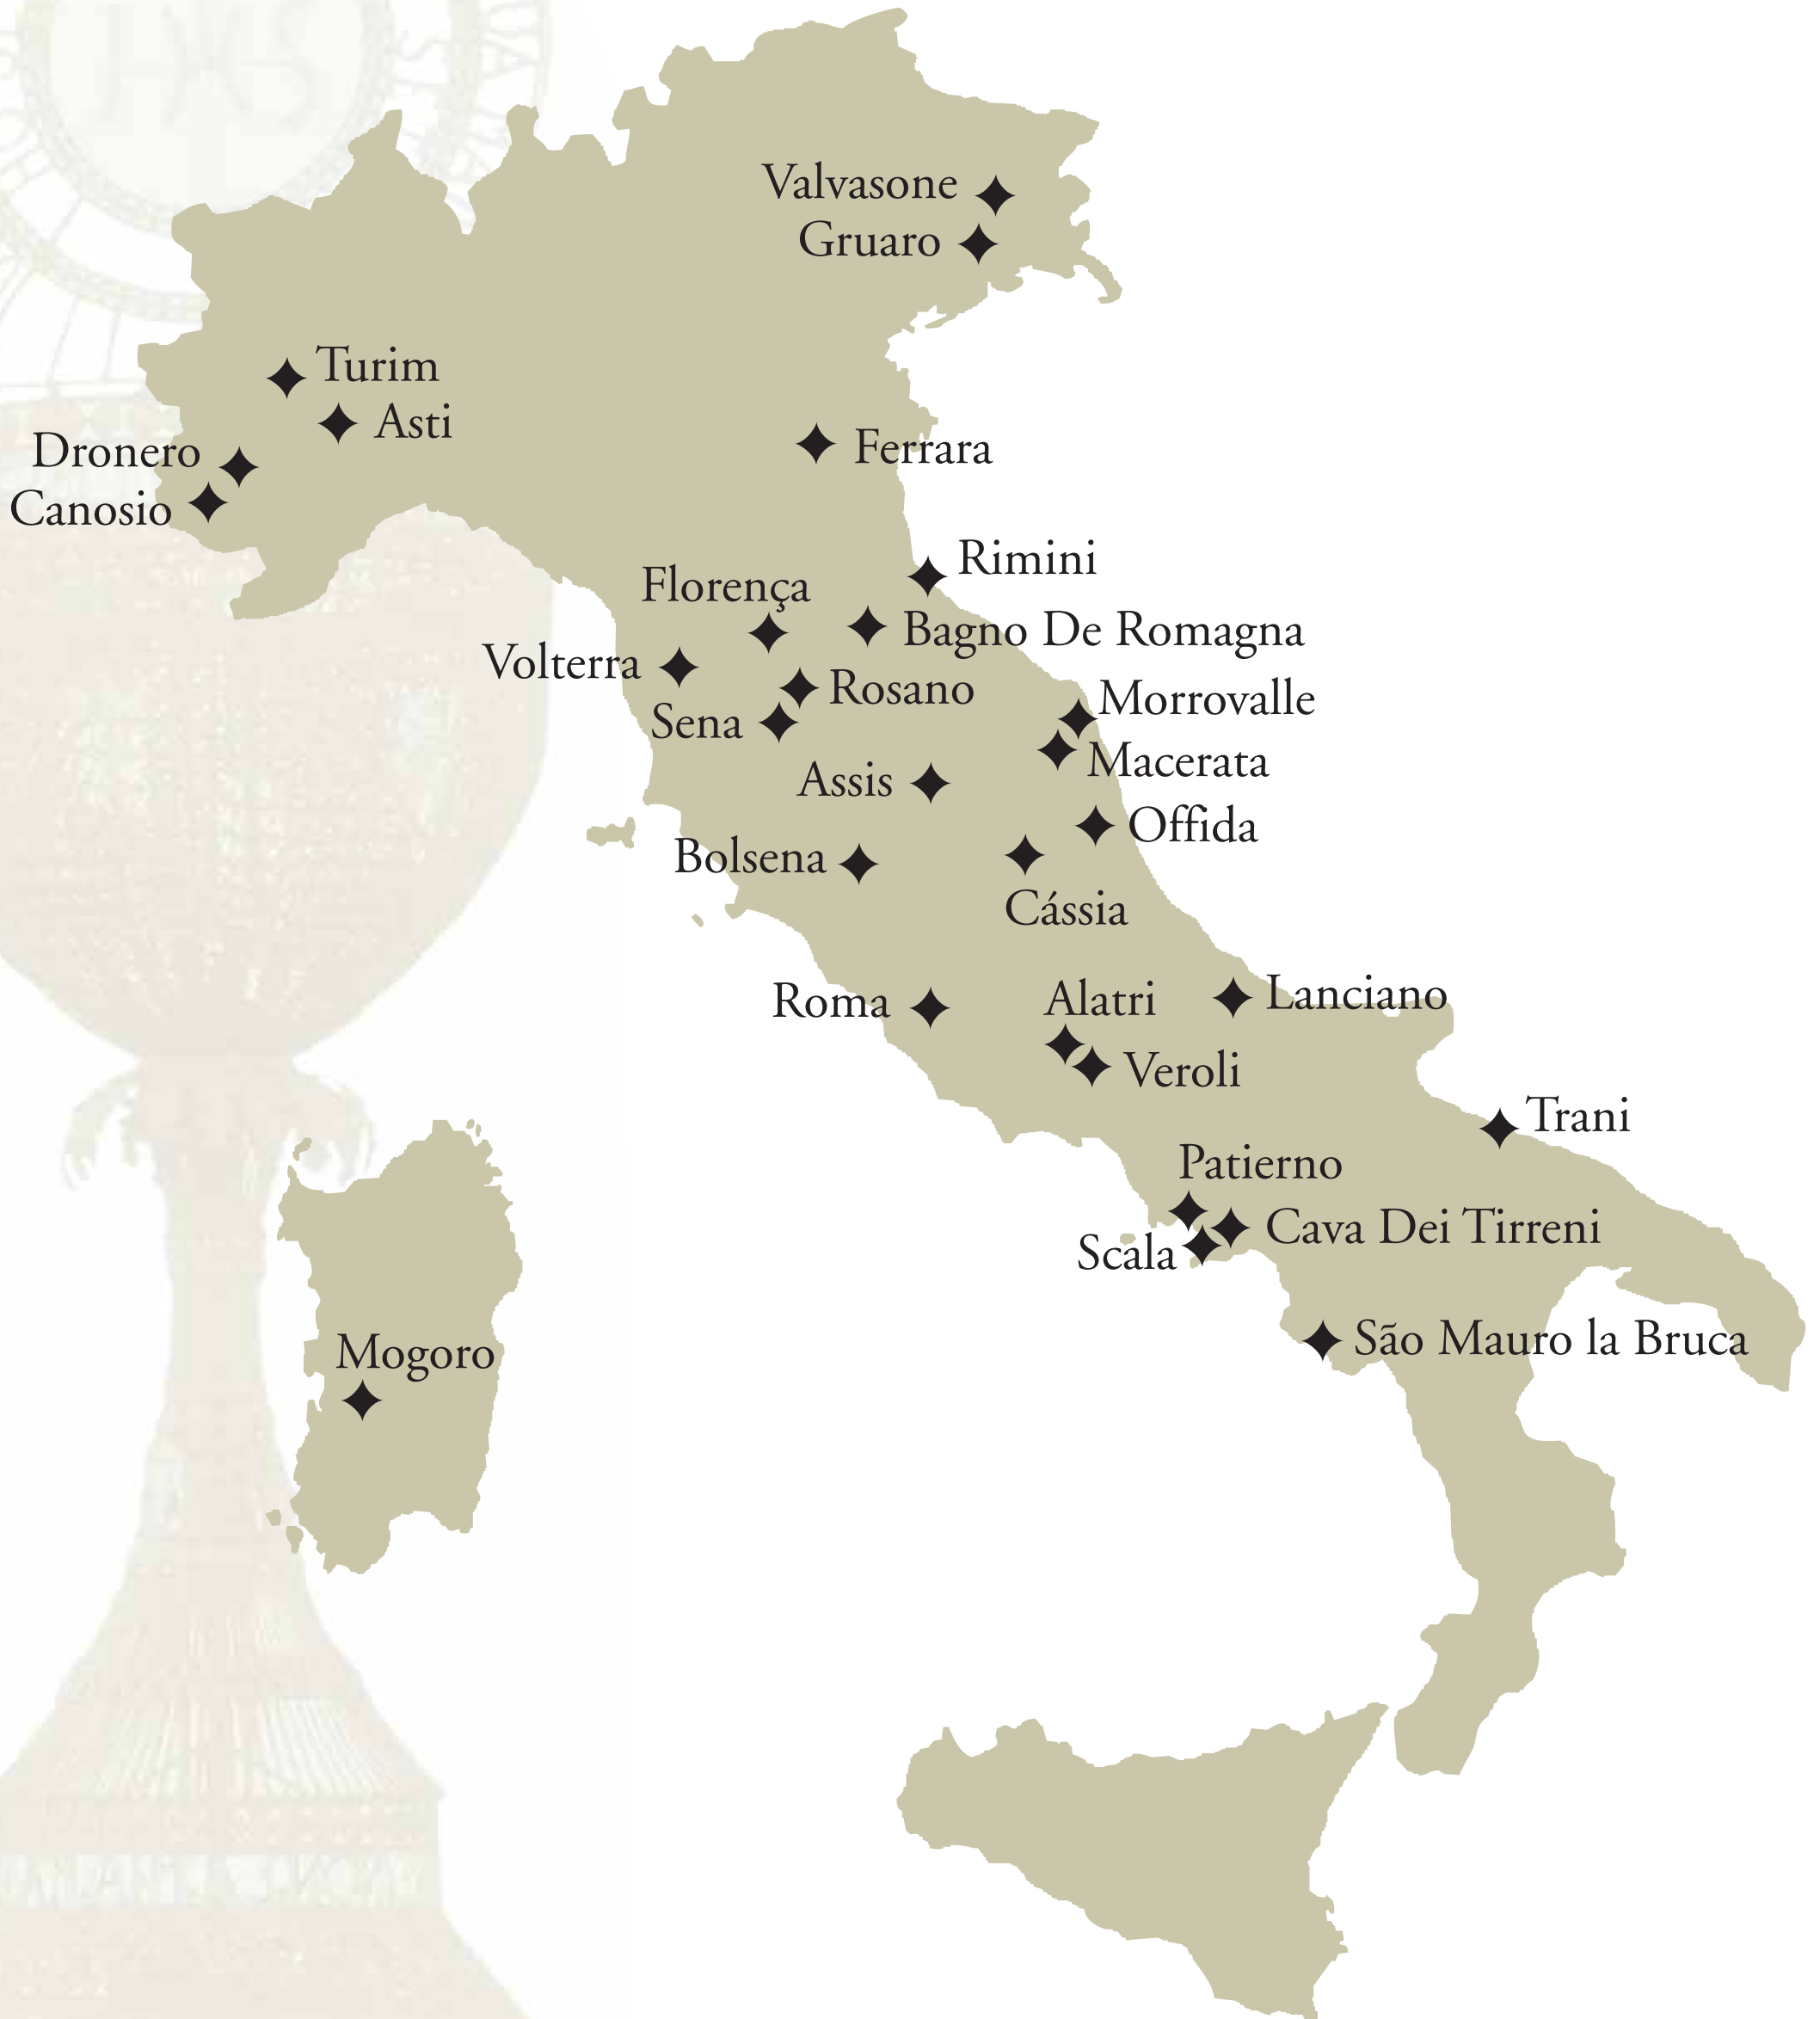 Valvasone
Gruaro
Turim
Asti
Dronero
Canosio
Ferrara
Rimini
Florença
Bagno De Romagna
Volterra
Rosano
Sena
Morrovalle
Macerata
Assis
Offida
Bolsena
Cássia
Roma
Alatri
Lanciano
Veroli
Trani
Patierno
Cava Dei Tirreni
Scala
São Mauro la Bruca
Mogoro